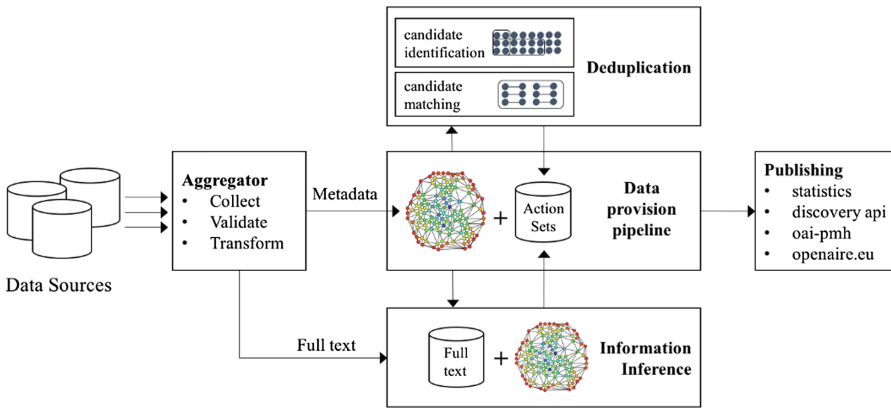 candidate
identification
Deduplication
candidate
matching
Data Sources
Aggregator
• Collect
• Validate
• Transform
Metadata
+
Action
Sets
Data
provision
pipeline
Publishing
• statistics
• discovery api
• oai-pmh
• openaire.eu
Full text
Full
text
+
Information
Inference